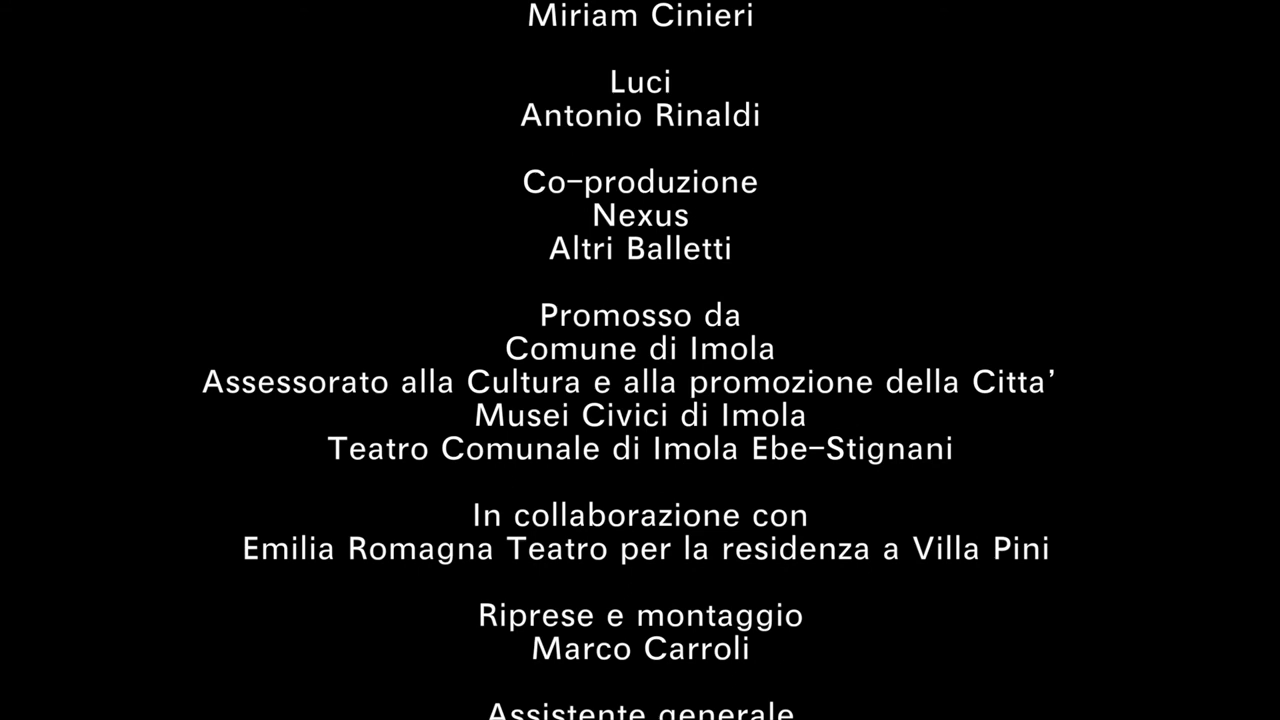 Miriam Cinieri
Luci
Antonio Rinaldi
Co-produzione
Nexus
Altri Balletti
Promosso da
Comune di Imola
Assessorato alla Cultura e alla promozione della Citta’
Musei Civici di Imola
Teatro Comunale di Imola Ebe-Stignani
In collaborazione con
Emilia Romagna Teatro per la residenza a Villa Pini
Riprese e montaggio
Marco Carroli
Assistente generale